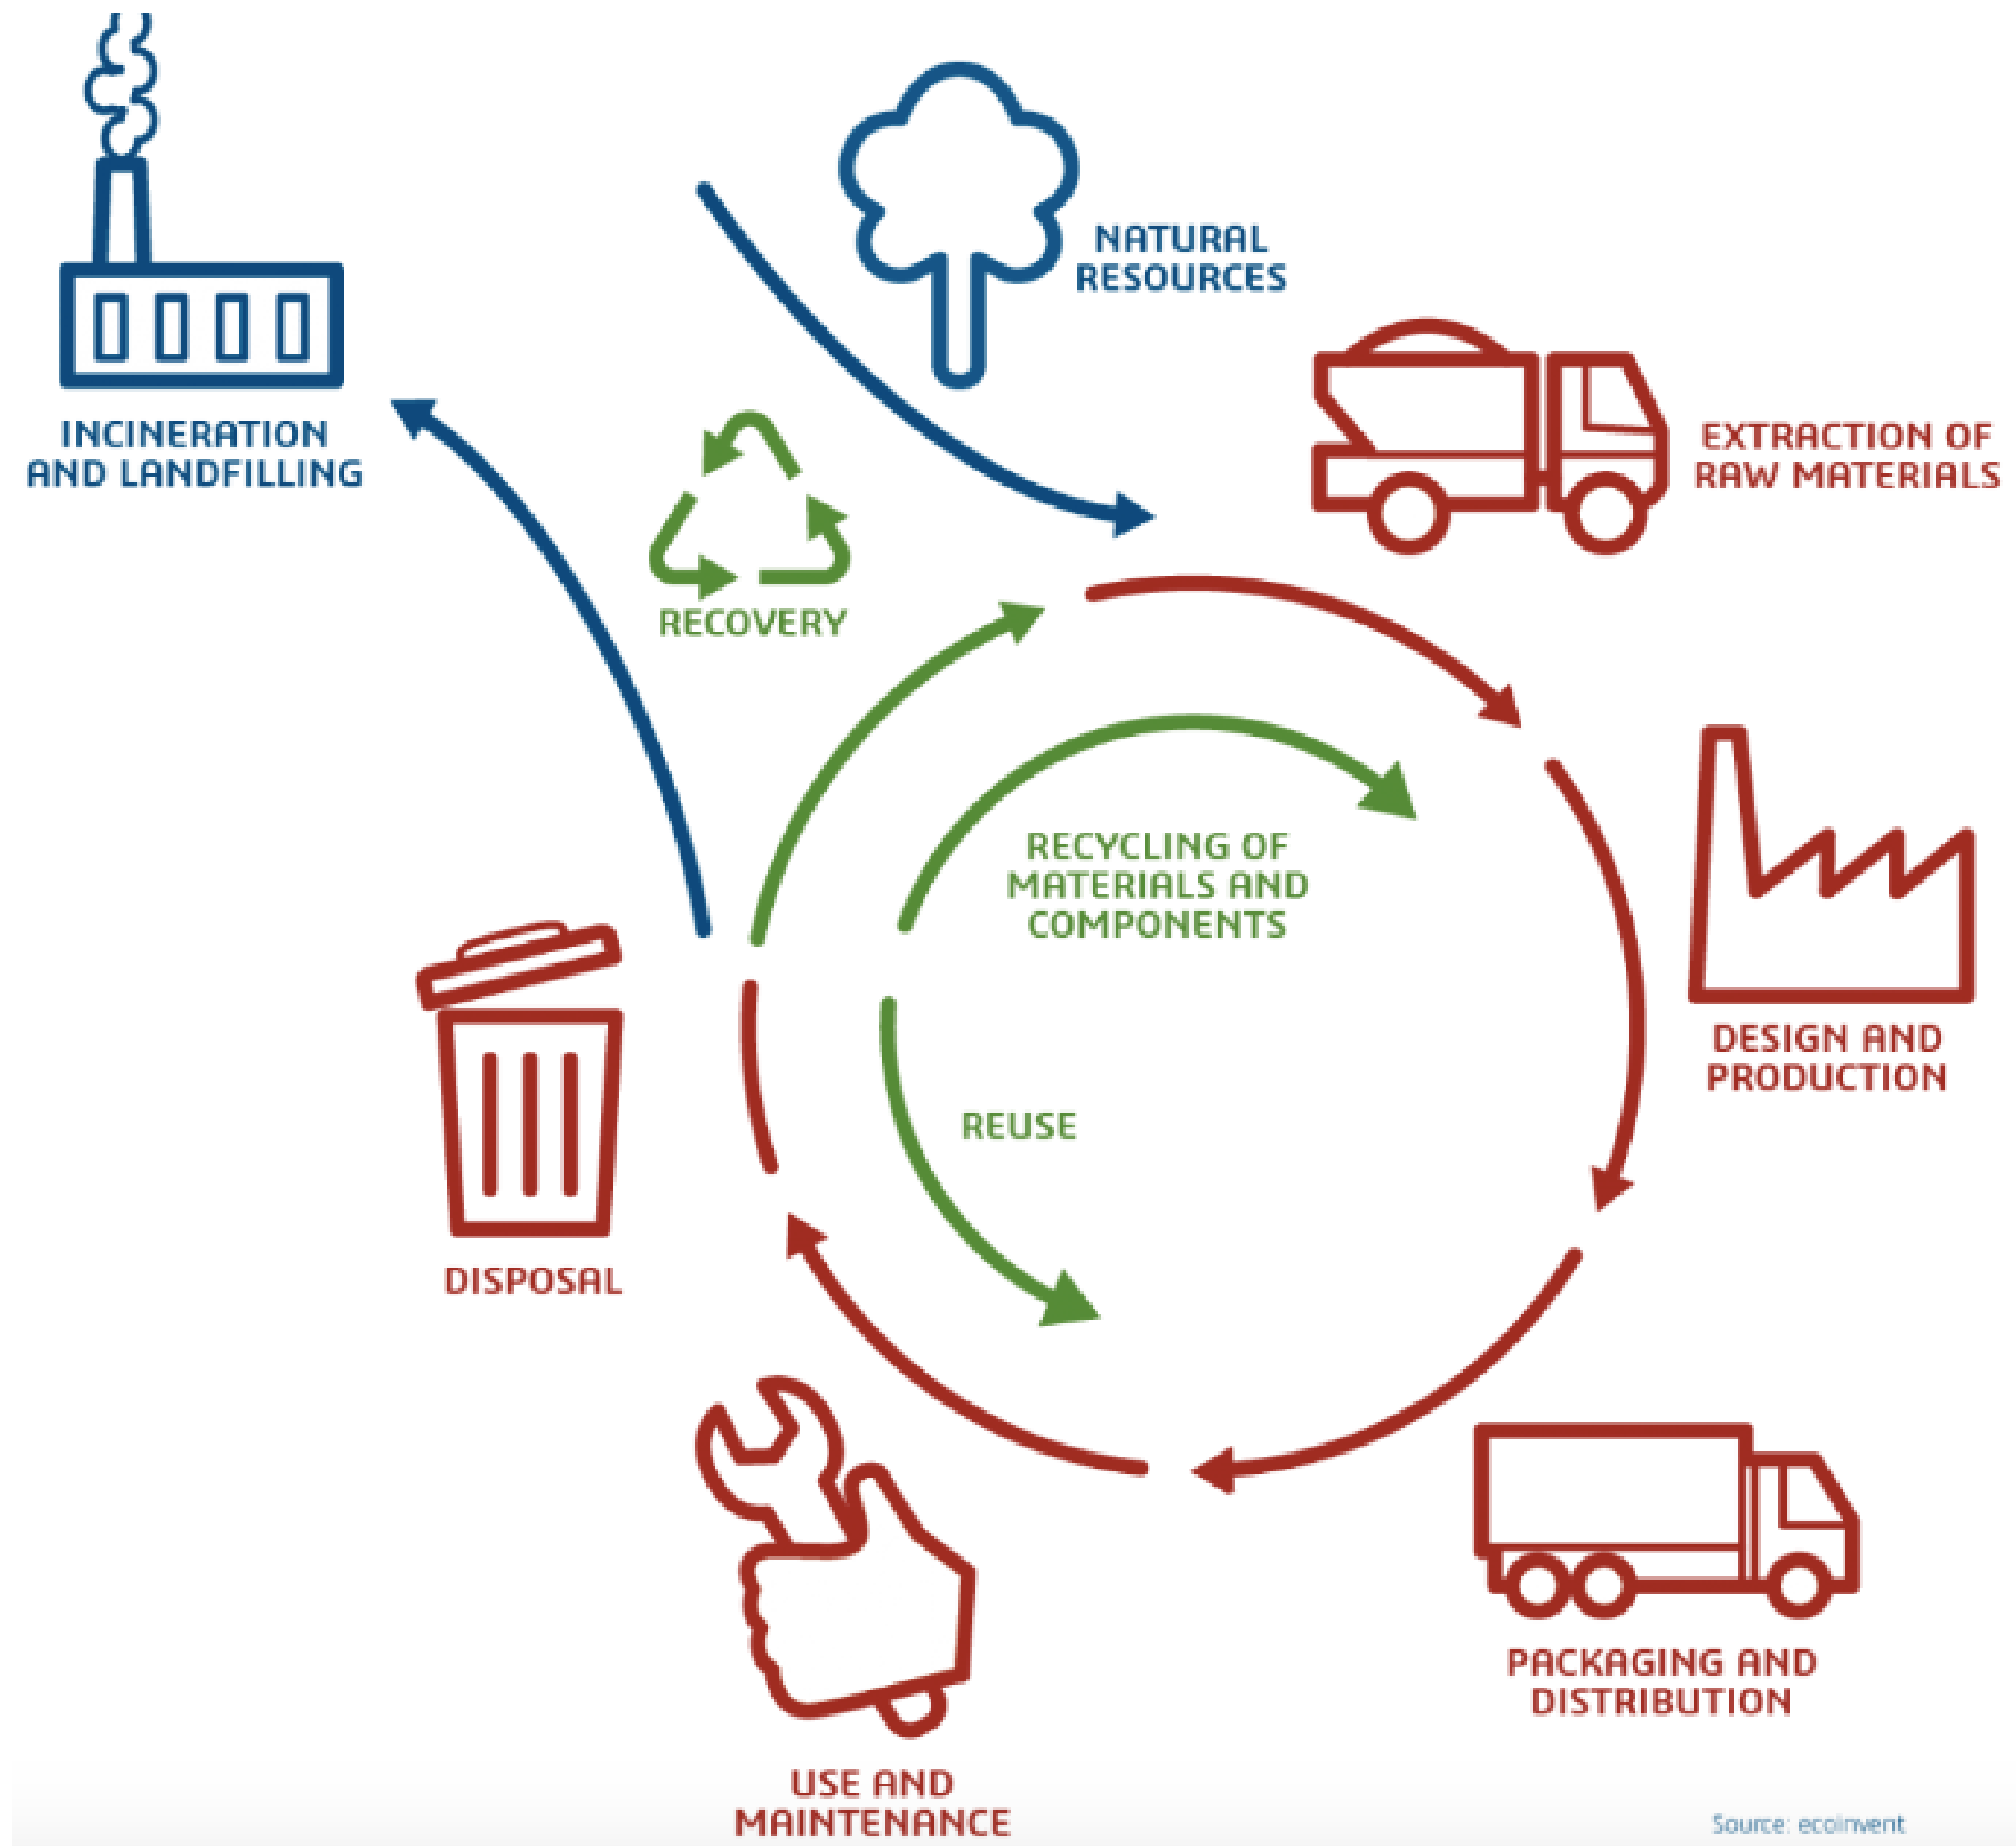 NATURAL
RESOURCES
INCINERATION
AND LANDFILLING
EXTRACTION OF
RAW MATERIALS
RECOVERY
RECYCLING OF
MATERIALS AND
COMPONENTS
DESIGN AND
PRODUCTION
REUSE
DISPOSAL
PACKAGING AND
DISTRIBUTION
USE AND
MAINTENANCE
Source: ecoinvent